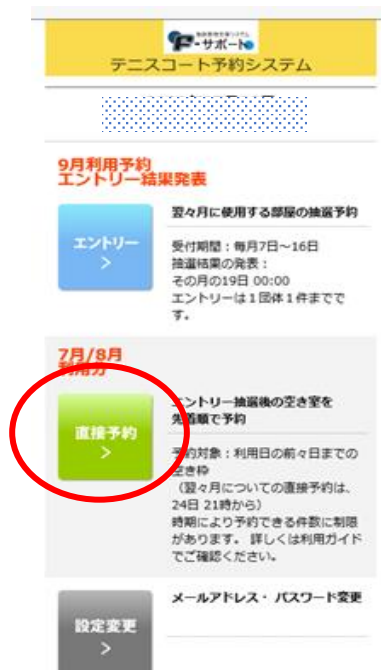 F-サポート
テニスコート予約システム
9月利用予約
エントリー結果発表
エントリー
>
翌々月に使用する部屋の抽選予約
受付期間：毎月7日～16日
抽選結果の発表：
その月の19日 00:00
エントリーは１団体１件までで
す。
7月/8月
利用分
直接予約
>
エントリー抽選後の空き室を
先着順で予約
予約対象：利用日の前々日までの
空き枠
（翌々月についての直接予約は、
24日 21時から）
時期により予約できる件数に制限
があります。 詳しくは利用ガイド
でご確認ください。
設定変更
>
メールアドレス・ パスワード変更